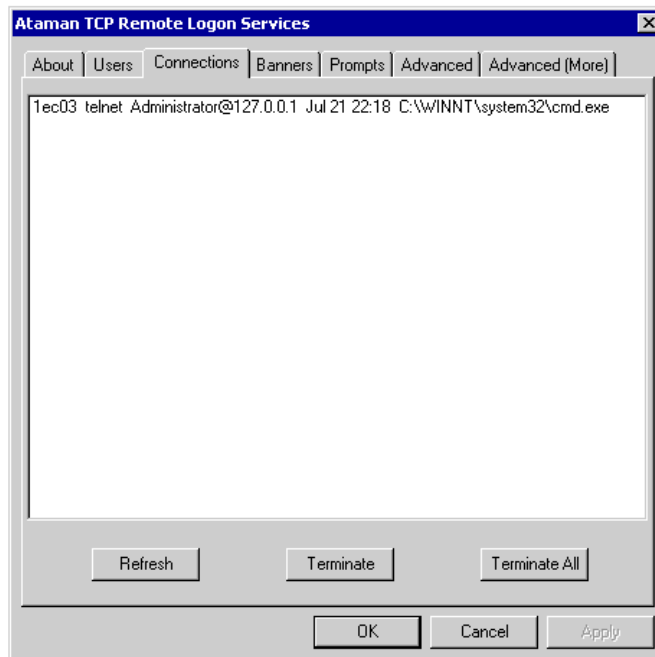 Ataman TCP Remote Logon Services
About Users Connections Banners Prompts Advanced Advanced (More)
1ec03 telnet Administrator@127.0.0.1 Jul 21 22:18 C:\WINNT\system32\cmd.exe
Refresh Terminate Terminate All
OK Cancel Apply